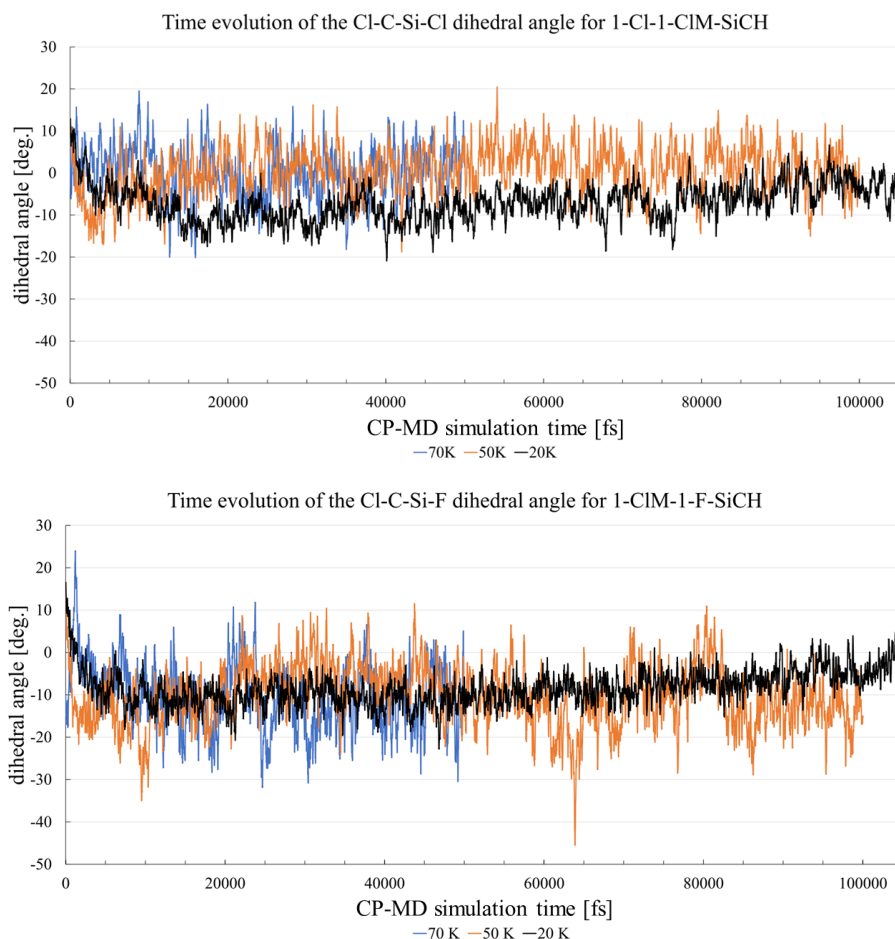 Time evolution of the Cl-C-Si-Cl dihedral angle for 1-Cl-1-ClM-SiCH
30
20
10
0
-10
-20
-30
-40
-50
dihedral angle [deg.]
0 20000 40000 60000 80000 100000
CP-MD simulation time [fs]
70K 50K 20K
Time evolution of the Cl-C-Si-F dihedral angle for 1-ClM-1-F-SiCH
30
20
10
0
-10
-20
-30
-40
-50
dihedral angle [deg.]
0 20000 40000 60000 80000 100000
CP-MD simulation time [fs]
70 K 50 K 20 K